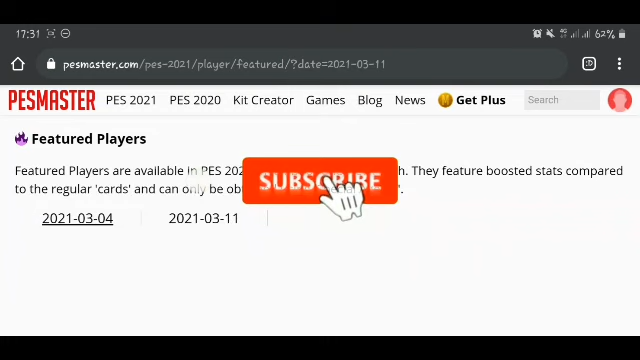 17:31 4G 62%
pesmaster.com/pes-2021/player/featured/?date=2021-03-11
PESMASTER PES 2021 PES 2020 Kit Creator Games Blog News Get Plus Search
Featured Players
Featured Players are available in PES 202 h. They feature boosted stats compared
SUBSCRIBE
to the regular 'cards' and can only be ob
2021-03-04 2021-03-11